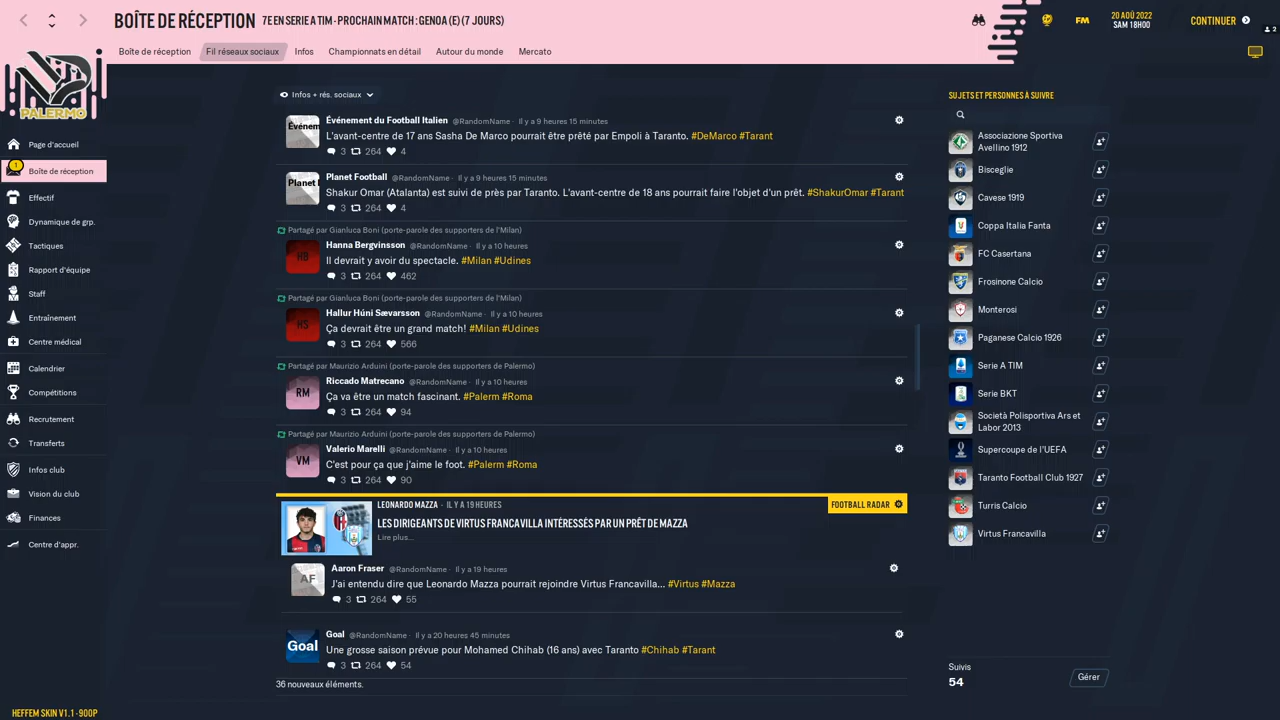 BOÎTE DE RÉCEPTION 7E EN SERIE A TIM - PROCHAIN MATCH : GENOA (E) (7 JOURS)
FM
20 AOÛ 2022
SAM 18H00
CONTINUER
2
Boîte de réception Fil réseaux sociaux Infos Championnats en détail Autour du monde Mercato
PALERMO
Page d'accueil
1
Boîte de réception
Effectif
Dynamique de grp.
Tactiques
Rapport d'équipe
Staff
Entraînement
Centre médical
Calendrier
Compétitions
Recrutement
Transferts
Infos club
Vision du club
Finances
Centre d'appr.
HEFFEM SKIN V1.1 - 900P
Infos + rés. sociaux
Événem
Événement du Football Italien @RandomName · Il y a 9 heures 15 minutes
L'avant-centre de 17 ans Sasha De Marco pourrait être prêté par Empoli à Taranto. #DeMarco #Tarant
3 264 4
Planet
Planet Football @RandomName · Il y a 9 heures 15 minutes
Shakur Omar (Atalanta) est suivi de près par Taranto. L'avant-centre de 18 ans pourrait faire l'objet d'un prêt. #ShakurOmar #Tarant
3 264 4
Partagé par Gianluca Boni (porte-parole des supporters de l'Milan)
HB
Hanna Bergvinsson @RandomName · Il y a 10 heures
Il devrait y avoir du spectacle. #Milan #Udines
3 264 462
Partagé par Gianluca Boni (porte-parole des supporters de l'Milan)
HS
Hallur Húni Sævarsson @RandomName · Il y a 10 heures
Ça devrait être un grand match! #Milan #Udines
3 264 566
Partagé par Maurizio Arduini (porte-parole des supporters de Palermo)
RM
Riccado Matrecano @RandomName · Il y a 10 heures
Ça va être un match fascinant. #Palerm #Roma
3 264 94
Partagé par Maurizio Arduini (porte-parole des supporters de Palermo)
VM
Valerio Marelli @RandomName · Il y a 10 heures
C'est pour ça que j'aime le foot. #Palerm #Roma
3 264 90
LEONARDO MAZZA - IL Y A 19 HEURES
FOOTBALL RADAR
LES DIRIGEANTS DE VIRTUS FRANCAVILLA INTÉRESSÉS PAR UN PRÊT DE MAZZA
Lire plus...
AF
Aaron Fraser @RandomName · Il y a 19 heures
J'ai entendu dire que Leonardo Mazza pourrait rejoindre Virtus Francavilla... #Virtus #Mazza
3 264 55
Goal
Goal @RandomName · Il y a 20 heures 45 minutes
Une grosse saison prévue pour Mohamed Chihab (16 ans) avec Taranto #Chihab #Tarant
3 264 54
36 nouveaux éléments.
SUJETS ET PERSONNES À SUIVRE
Associazione Sportiva
Avellino 1912
Bisceglie
Cavese 1919
Coppa Italia Fanta
FC Casertana
Frosinone Calcio
Monterosi
Paganese Calcio 1926
Serie A TIM
Serie BKT
Società Polisportiva Ars et
Labor 2013
Supercoupe de l'UEFA
Taranto Football Club 1927
Turris Calcio
Virtus Francavilla
Suivis
54
Gérer